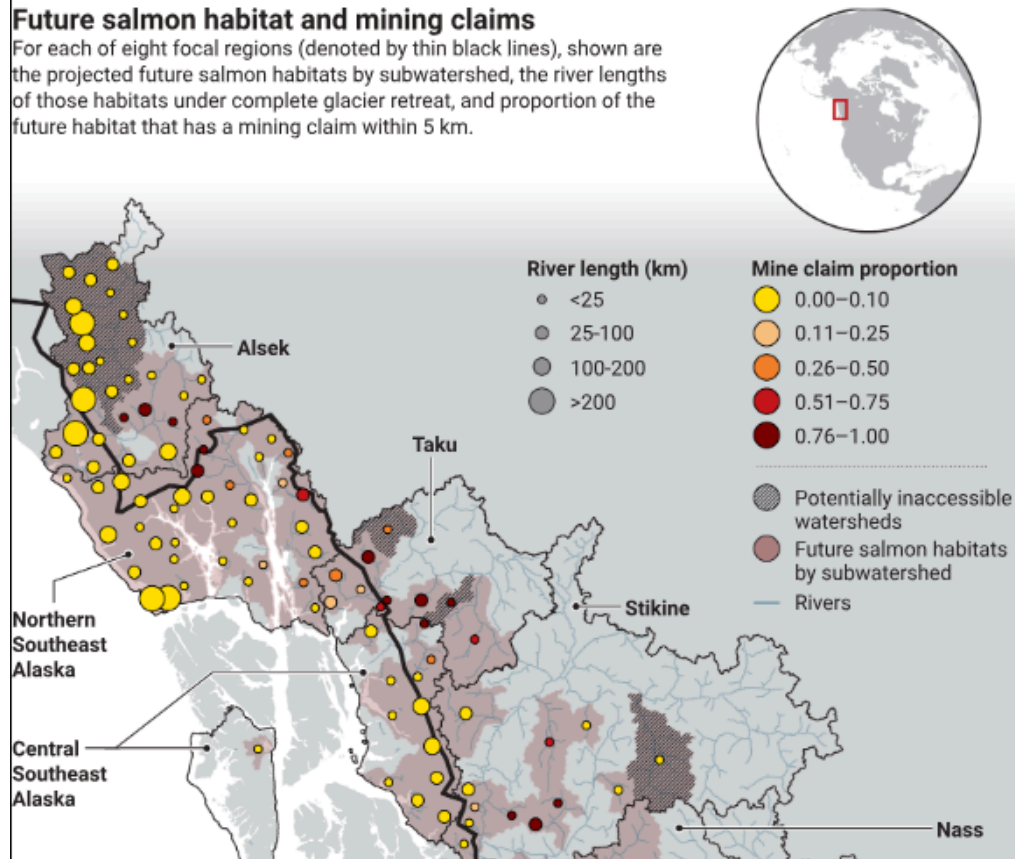 Future salmon habitat and mining claims
For each of eight focal regions (denoted by thin black lines), shown are
the projected future salmon habitats by subwatershed, the river lengths
of those habitats under complete glacier retreat, and proportion of the
future habitat that has a mining claim within 5 km.
River length (km)
<25
25-100
100-200
>200
Mine claim proportion
0.00–0.10
0.11–0.25
0.26–0.50
0.51–0.75
0.76–1.00
Potentially inaccessible
watersheds
Future salmon habitats
by subwatershed
Rivers
Alsek
Taku
Stikine
Northern
Southeast
Alaska
Central
Southeast
Alaska
Nass